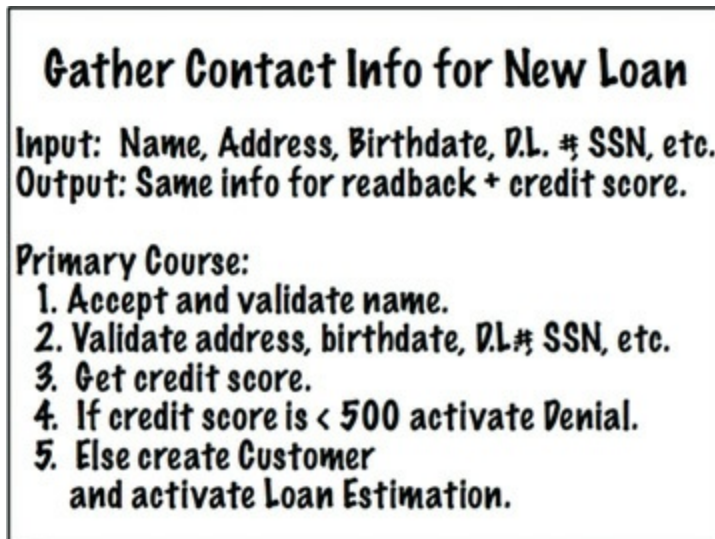 Gather Contact Info for New Loan
Input: Name, Address, Birthdate, D.L. #, SSN, etc.
Output: Same info for readback + credit score.
Primary Course:
1. Accept and validate name.
2. Validate address, birthdate, D.L.#, SSN, etc.
3. Get credit score.
4. If credit score is < 500 activate Denial.
5. Else create Customer
and activate Loan Estimation.